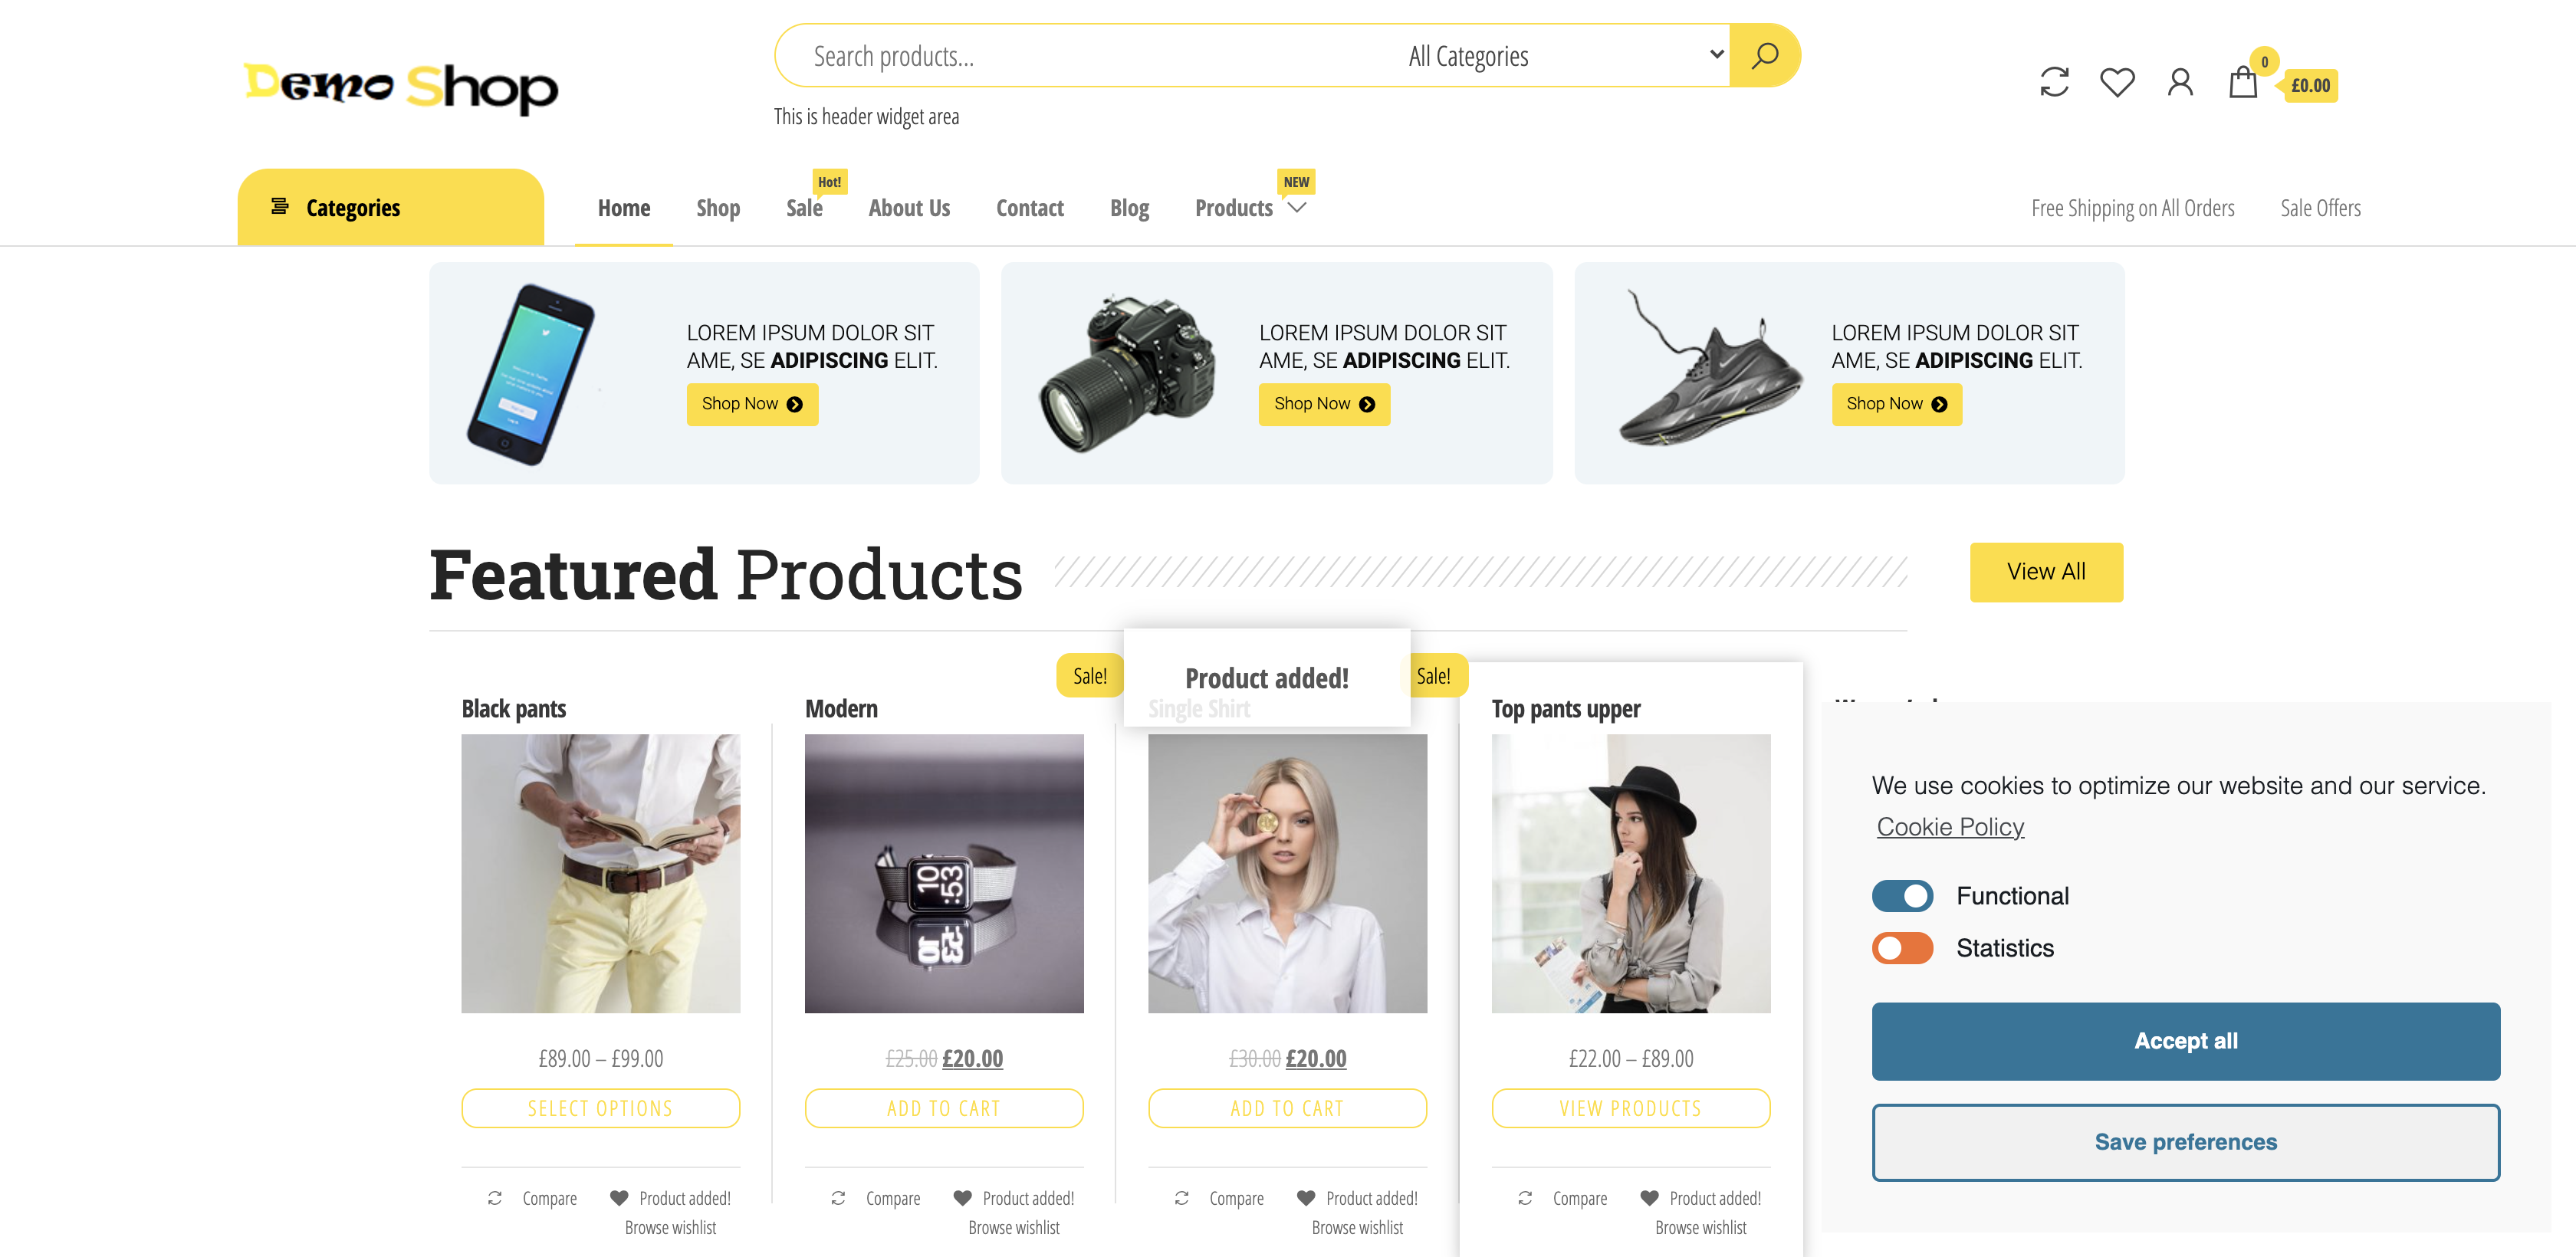 Demo Shop
Search products...
All Categories
0
£0.00
This is header widget area
Categories
Home
Shop
Hot!
Sale
About Us
Contact
Blog
NEW
Products
Free Shipping on All Orders
Sale Offers
LOREM IPSUM DOLOR SIT
AME, SE ADIPISCING ELIT.
Shop Now
LOREM IPSUM DOLOR SIT
AME, SE ADIPISCING ELIT.
Shop Now
LOREM IPSUM DOLOR SIT
AME, SE ADIPISCING ELIT.
Shop Now
Featured Products
View All
Sale!
Product added!
Sale!
Black pants
Modern
Single Shirt
Top pants upper
10
:53
£89.00 – £99.00
£25.00 £20.00
£30.00 £20.00
£22.00 – £89.00
SELECT OPTIONS
ADD TO CART
ADD TO CART
VIEW PRODUCTS
Compare
Product added!
Browse wishlist
Compare
Product added!
Browse wishlist
Compare
Product added!
Browse wishlist
Compare
Product added!
Browse wishlist
We use cookies to optimize our website and our service.
Cookie Policy
Functional
Statistics
Accept all
Save preferences